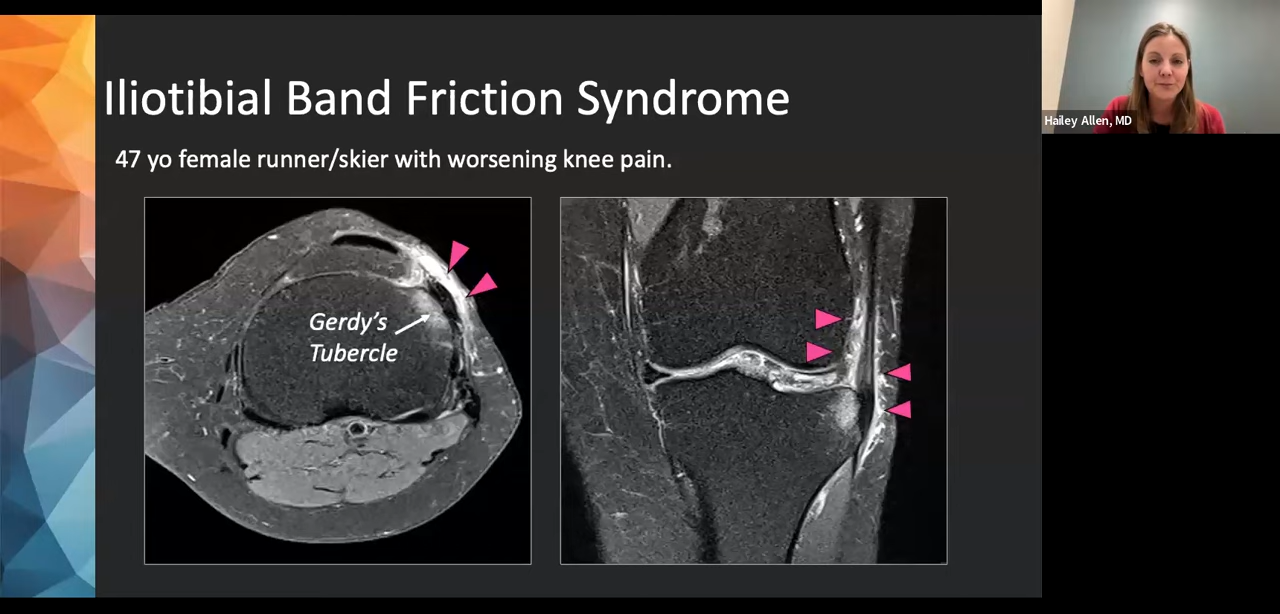 Iliotibial Band Friction Syndrome
Hailey Allen, MD
47 yo female runner/skier with worsening knee pain.
Gerdy's
Tubercle